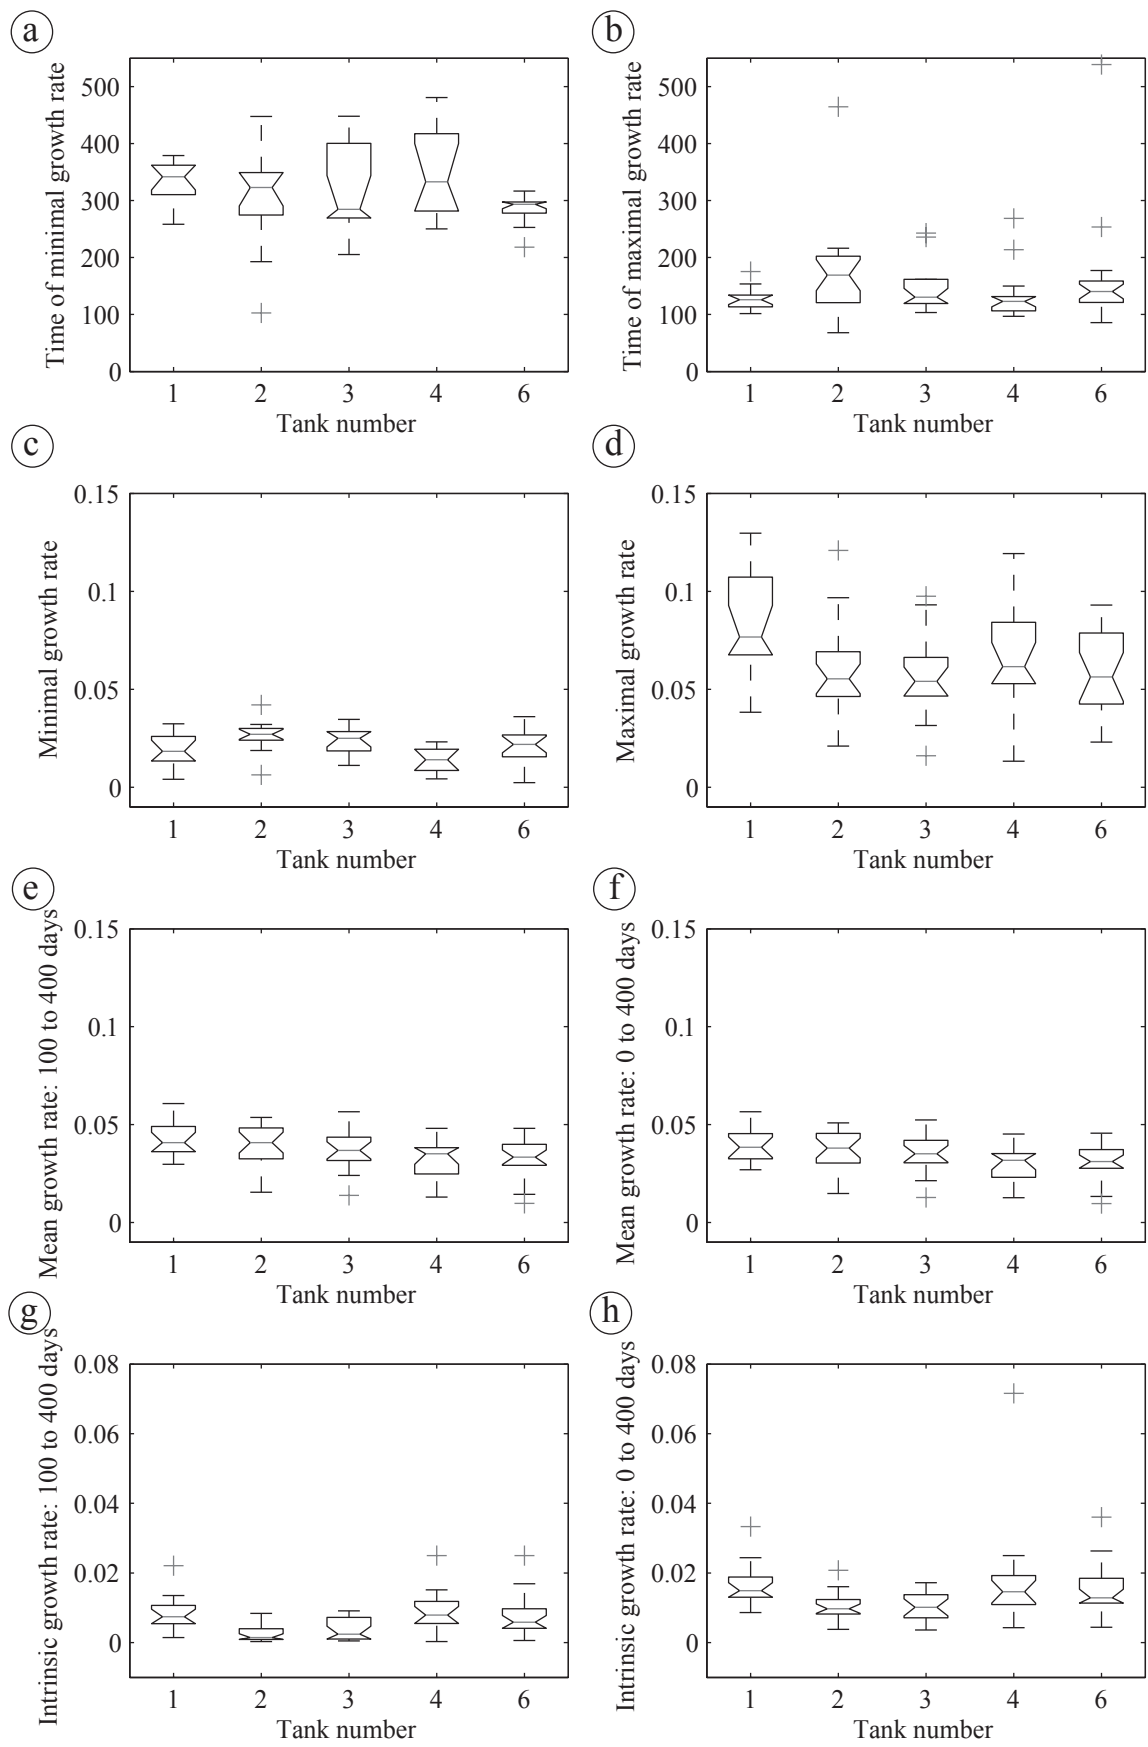 a
Time of minimal growth rate
500
400
300
200
100
0
1 2 3 4 6
Tank number
b
Time of maximal growth rate
500
400
300
200
100
0
1 2 3 4 6
Tank number
c
Minimal growth rate
0.15
0.1
0.05
0
1 2 3 4 6
Tank number
d
Maximal growth rate
0.15
0.1
0.05
0
1 2 3 4 6
Tank number
e
Mean growth rate: 100 to 400 days
0.15
0.1
0.05
0
1 2 3 4 6
Tank number
f
Mean growth rate: 0 to 400 days
0.15
0.1
0.05
0
1 2 3 4 6
Tank number
g
Intrinsic growth rate: 100 to 400 days
0.08
0.06
0.04
0.02
0
1 2 3 4 6
Tank number
h
Intrinsic growth rate: 0 to 400 days
0.08
0.06
0.04
0.02
0
1 2 3 4 6
Tank number